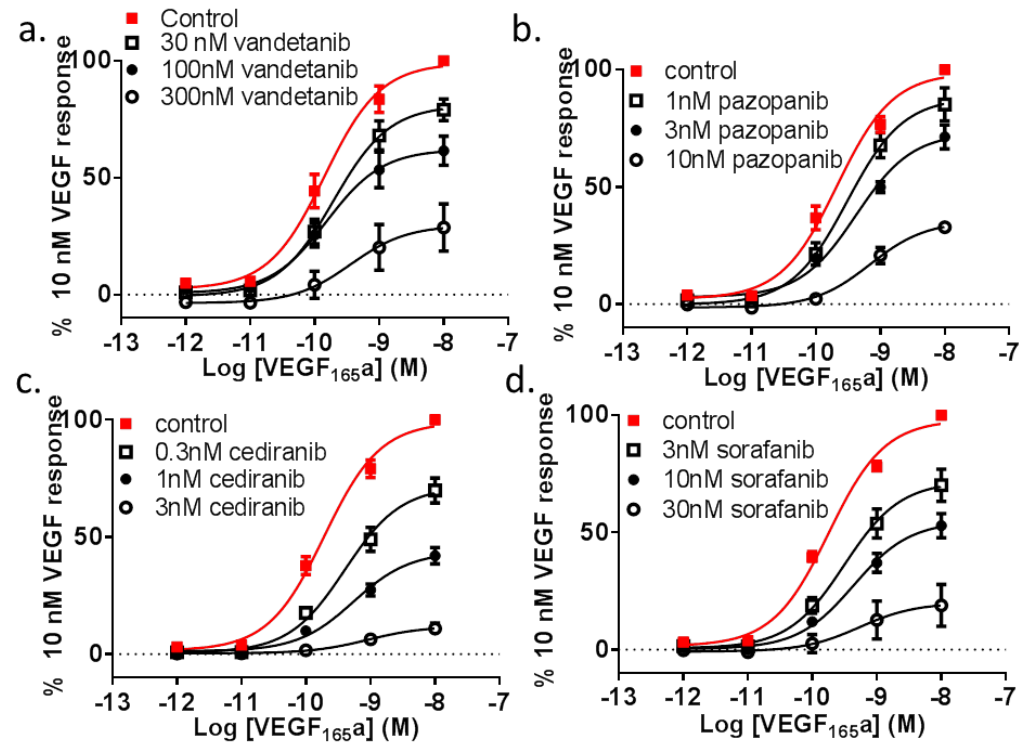 a.
Control
30 nM vandetanib
100nM vandetanib
300nM vandetanib
% 10 nM VEGF response
100
50
0
-13 -12 -11 -10 -9 -8 -7
Log [VEGF165a] (M)
b.
control
1nM pazopanib
3nM pazopanib
10nM pazopanib
% 10 nM VEGF response
100
50
0
-13 -12 -11 -10 -9 -8 -7
Log [VEGF165a] (M)
c.
control
0.3nM cediranib
1nM cediranib
3nM cediranib
% 10 nM VEGF response
100
50
0
-13 -12 -11 -10 -9 -8 -7
Log [VEGF165a] (M)
d.
control
3nM sorafanib
10nM sorafanib
30nM sorafanib
% 10 nM VEGF response
100
50
0
-13 -12 -11 -10 -9 -8 -7
Log [VEGF165a] (M)